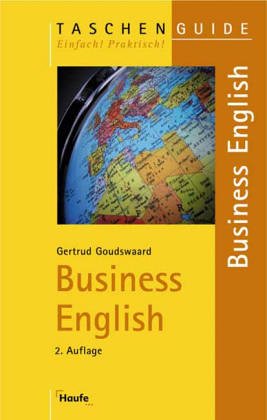 TASCHENGUIDE
Einfach! Praktisch!
Business English
Gertrud Goudswaard
Business
English
2. Auflage
Haufe